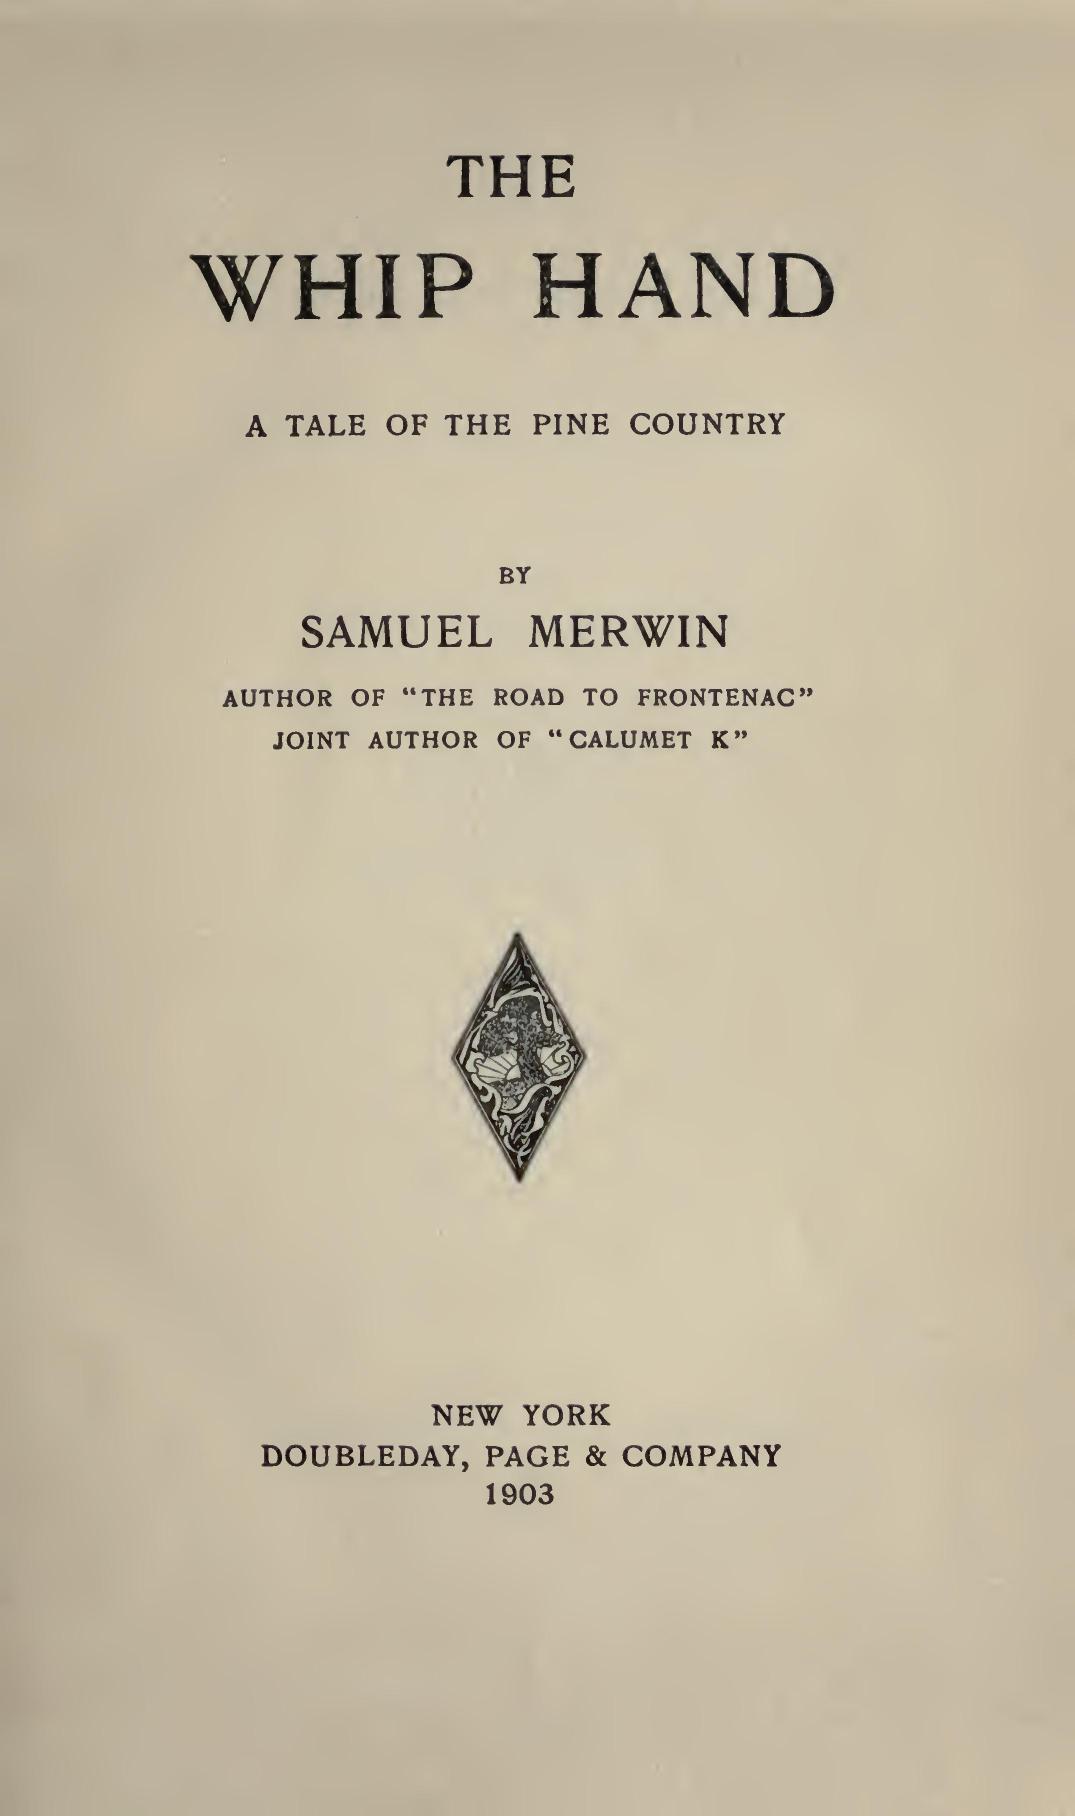 THE
WHIP HAND
A TALE OF THE PINE COUNTRY
BY
SAMUEL MERWIN
AUTHOR OF “THE ROAD TO FRONTENAC”
JOINT AUTHOR OF “CALUMET K”
NEW YORK
DOUBLEDAY, PAGE & COMPANY
1903